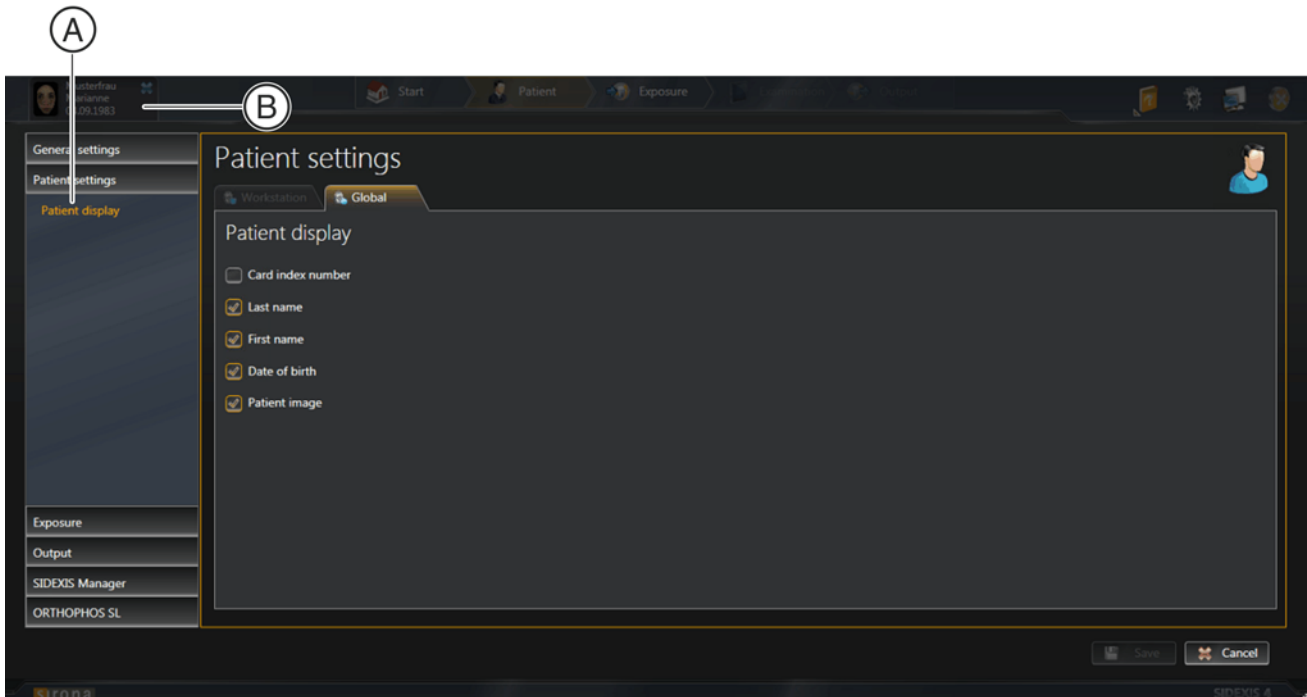 A
Musterfrau
Marianne
B
Start
Patient
Exposure
General settings
Patient settings
Patient display
Exposure
Output
SIDEXIS Manager
ORTHOPHOS SL
Patient settings
Workstation
Global
Patient display
Card index number
Last name
First name
Date of birth
Patient image
Save
Cancel
sirona
SIDEXIS 4